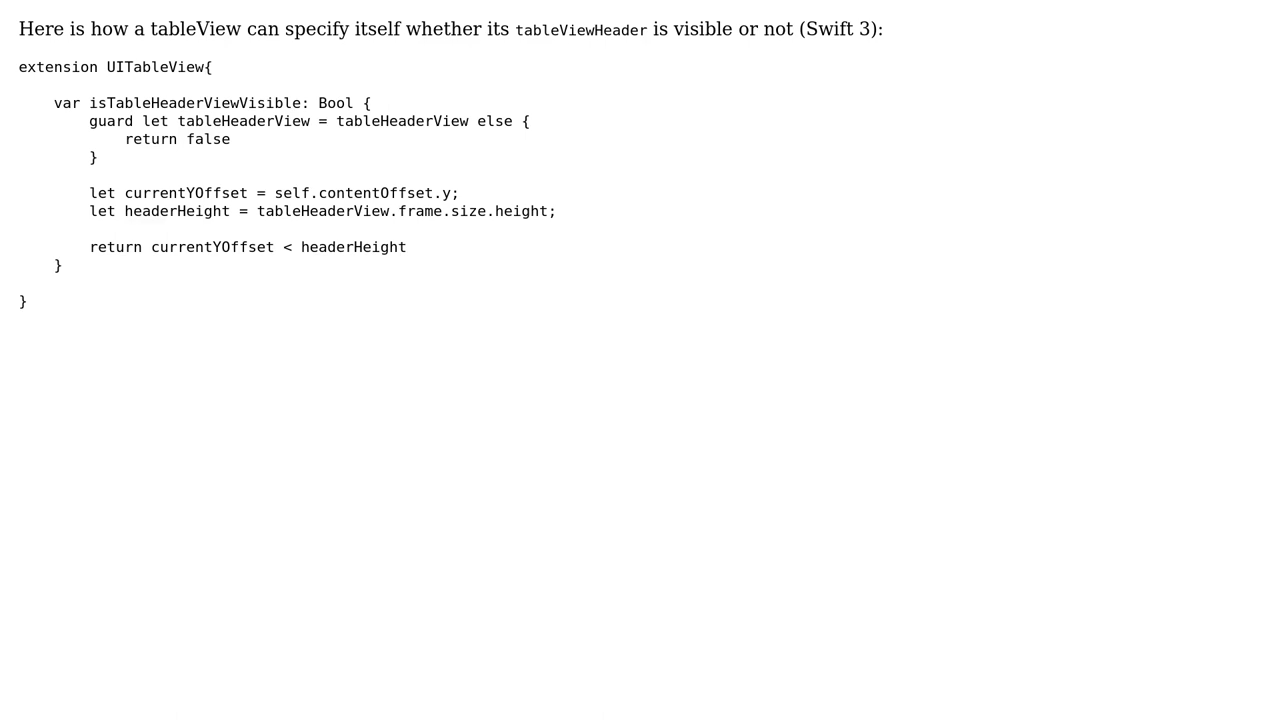 Here is how a tableView can specify itself whether its tableViewHeader is visible or not (Swift 3):
extension UITableView{
    var isTableHeaderViewVisible: Bool {
        guard let tableHeaderView = tableHeaderView else {
            return false
        }
        let currentYOffset = self.contentOffset.y;
        let headerHeight = tableHeaderView.frame.size.height;
        return currentYOffset < headerHeight
    }
}